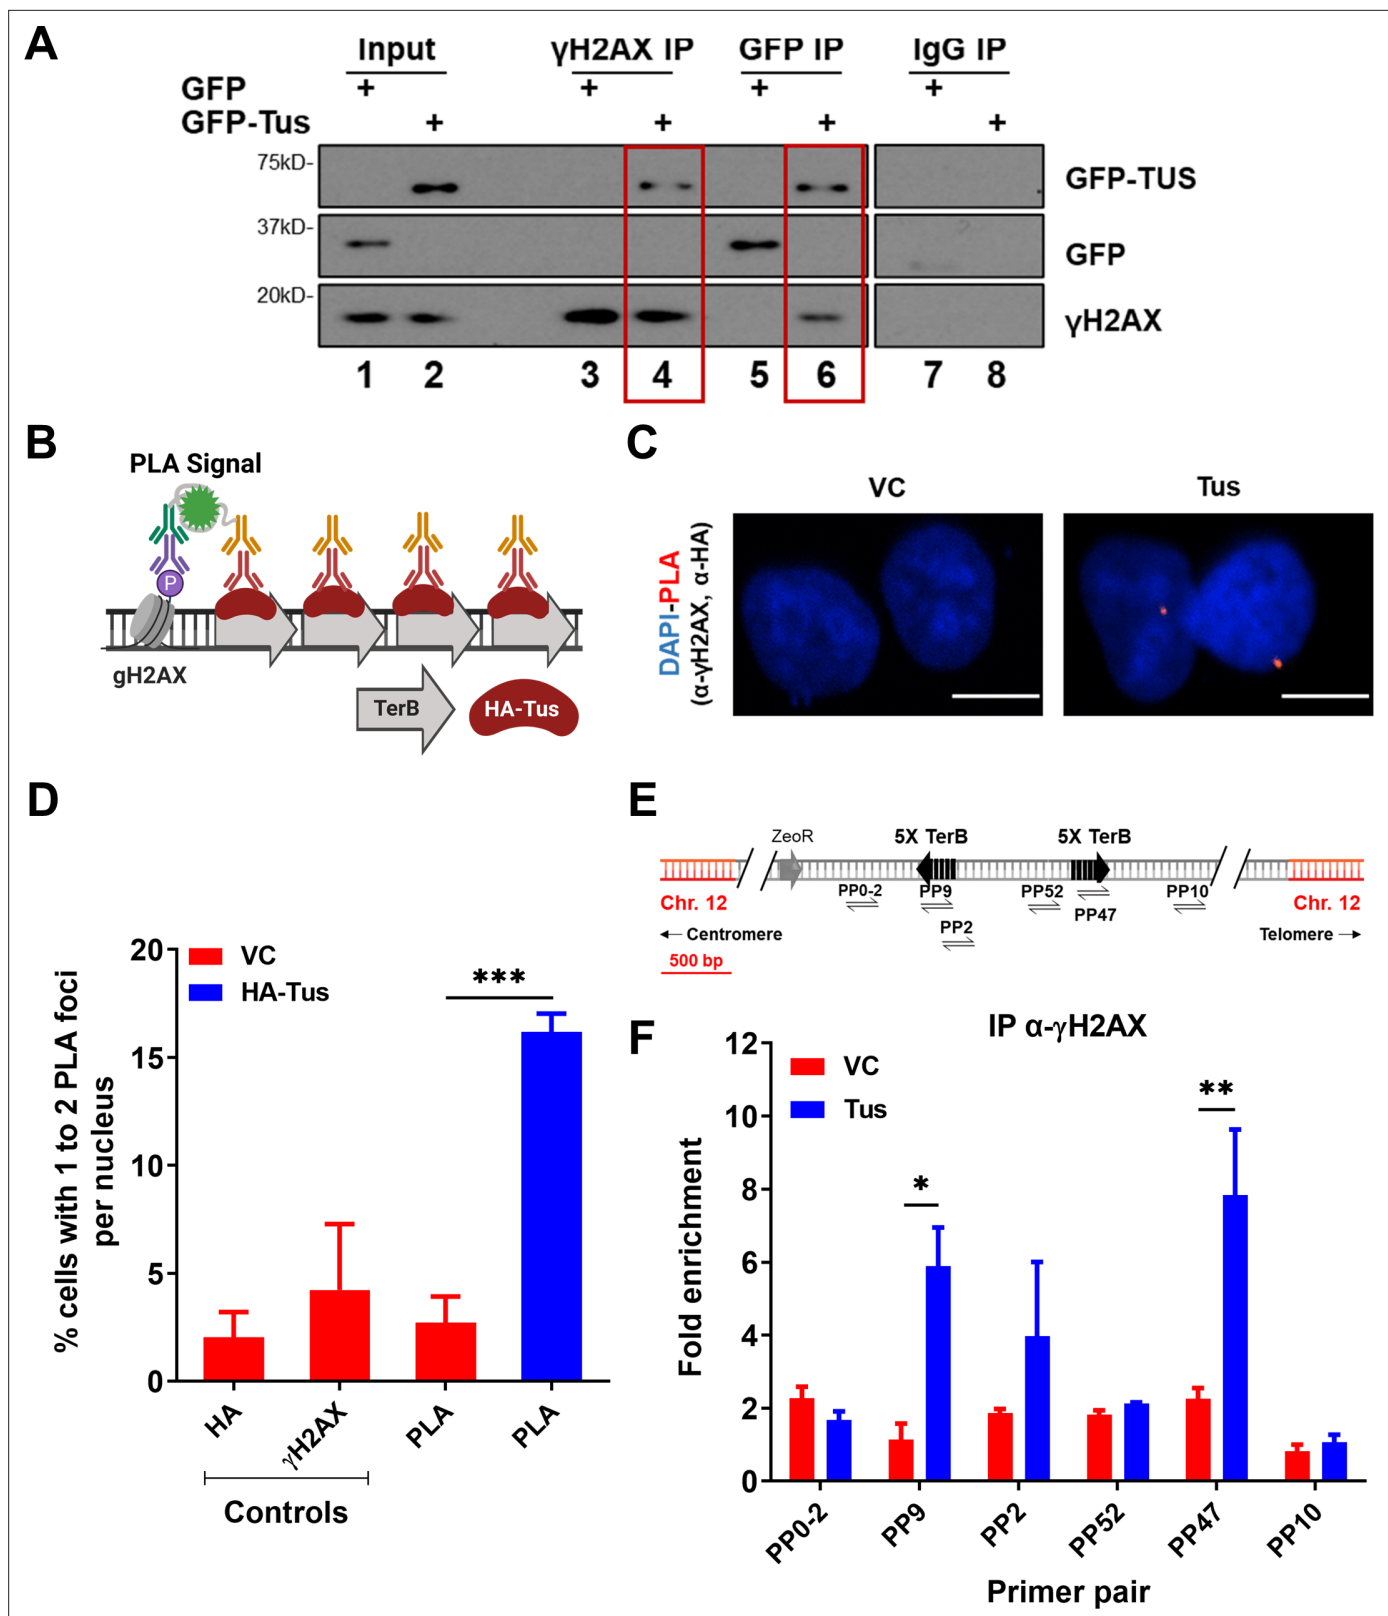 A
Input γH2AX IP GFP IP IgG IP
GFP + + + +
GFP-Tus + + + +
75kD- GFP-TUS
37kD- GFP
20kD- γH2AX
1 2 3 4 5 6 7 8
B
PLA Signal
P
gH2AX
TerB HA-Tus
C
VC Tus
DAPI-PLA
(α-γH2AX, α-HA)
D
VC
HA-Tus
***
% cells with 1 to 2 PLA foci
per nucleus
20
15
10
5
0
HA γH2AX PLA PLA
Controls
E
ZeoR 5X TerB 5X TerB
PP0-2 PP9 PP52 PP10
PP47
PP2
Chr. 12 Chr. 12
← Centromere Telomere →
500 bp
F
IP α-γH2AX
VC
Tus
* **
Fold enrichment
12
10
8
6
4
2
0
PP0-2 PP9 PP2 PP52 PP47 PP10
Primer pair